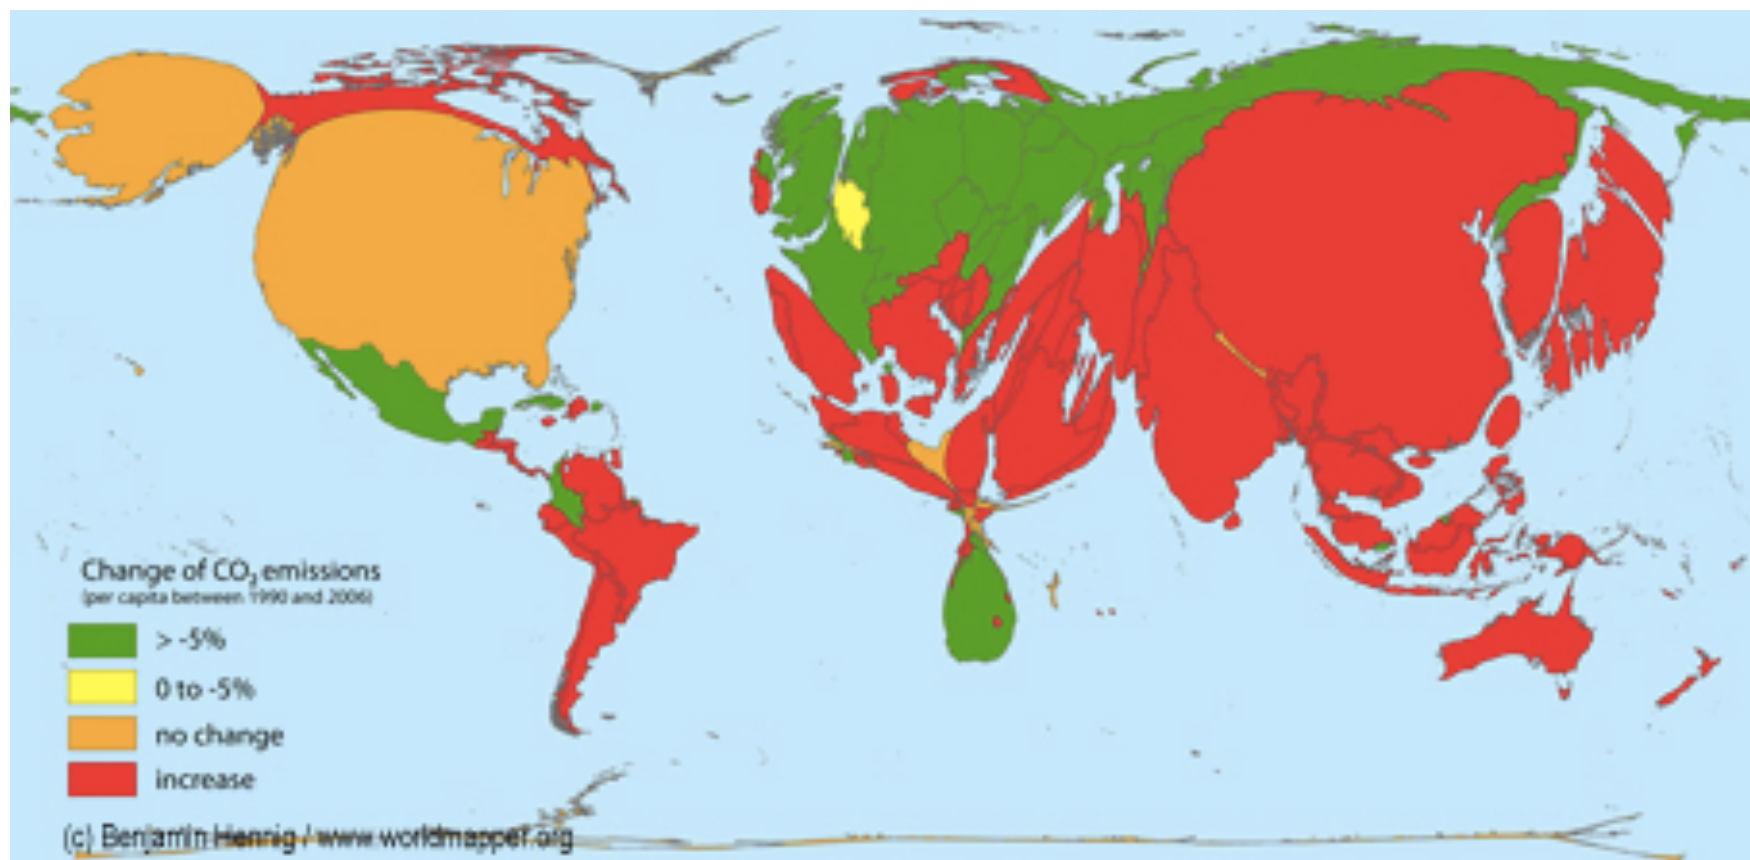 Change of CO₂ emissions
(per capita between 1990 and 2006)
> -5%
0 to -5%
no change
increase
(c) Benjamin Hennig / www.worldmapper.org